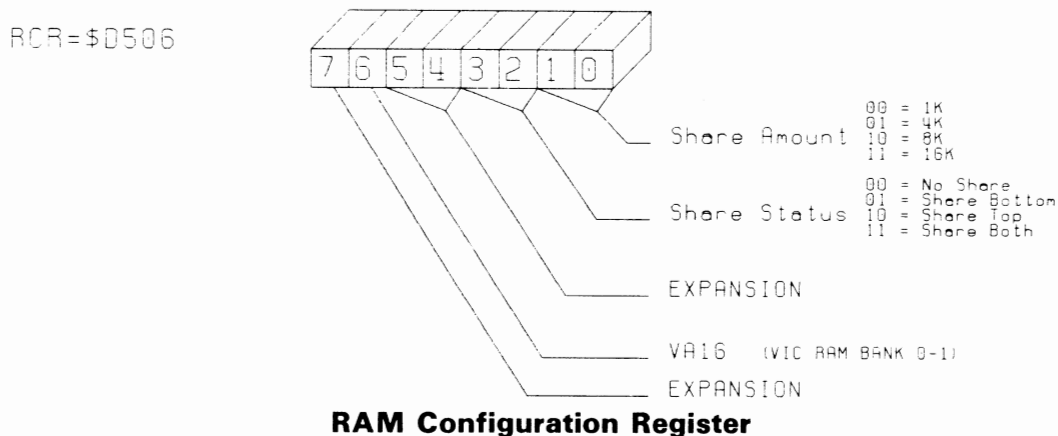 RCR=$D506
7 6 5 4 3 2 1 0
Share Amount
00 = 1K
01 = 4K
10 = 8K
11 = 16K
Share Status
00 = No Share
01 = Share Bottom
10 = Share Top
11 = Share Both
EXPANSION
VA16 (VIC RAM BANK 0-1)
EXPANSION
RAM Configuration Register